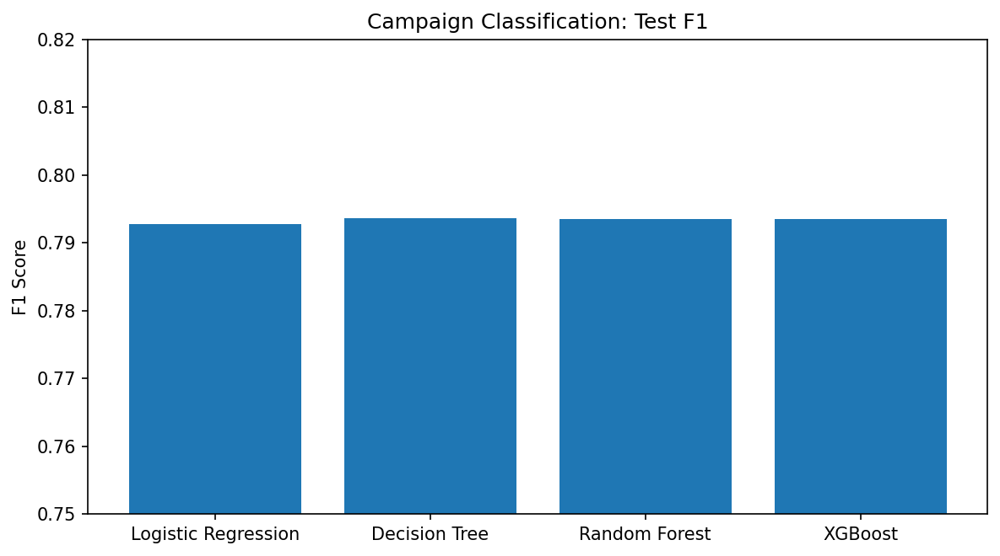 Campaign Classification: Test F1
F1 Score
0.82
0.81
0.80
0.79
0.78
0.77
0.76
0.75
Logistic Regression
Decision Tree
Random Forest
XGBoost